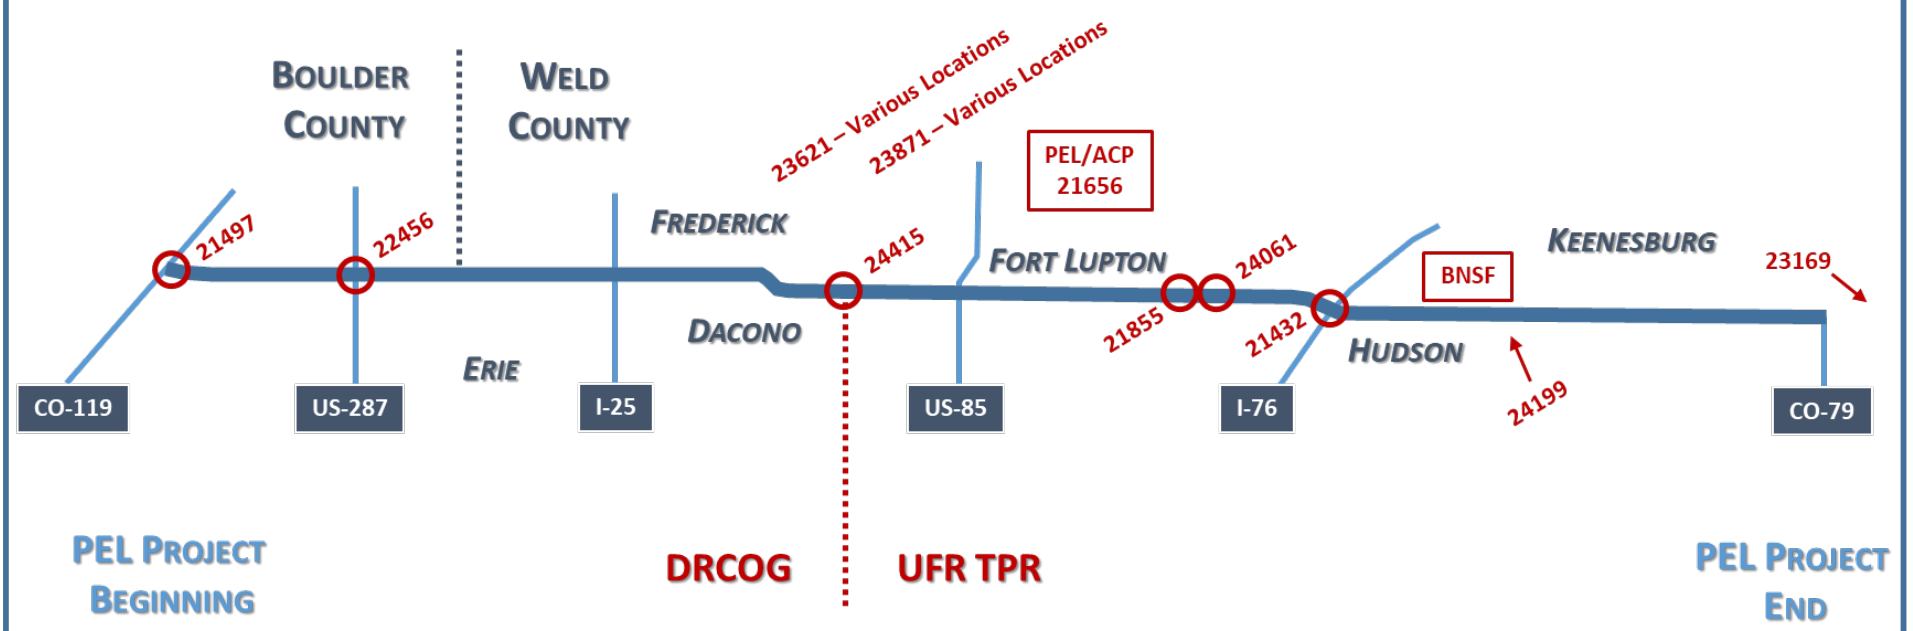 BOULDER
COUNTY
WELD
COUNTY
23621 – Various Locations
23871 – Various Locations
PEL/ACP
21656
21497
22456
FREDERICK
24415
FORT LUPTON
24061
KEENESBURG
BNSF
23169
21855
21432
DACONO
ERIE
HUDSON
24199
CO-119
US-287
I-25
US-85
I-76
CO-79
PEL PROJECT
BEGINNING
DRCOG
UFR TPR
PEL PROJECT
END